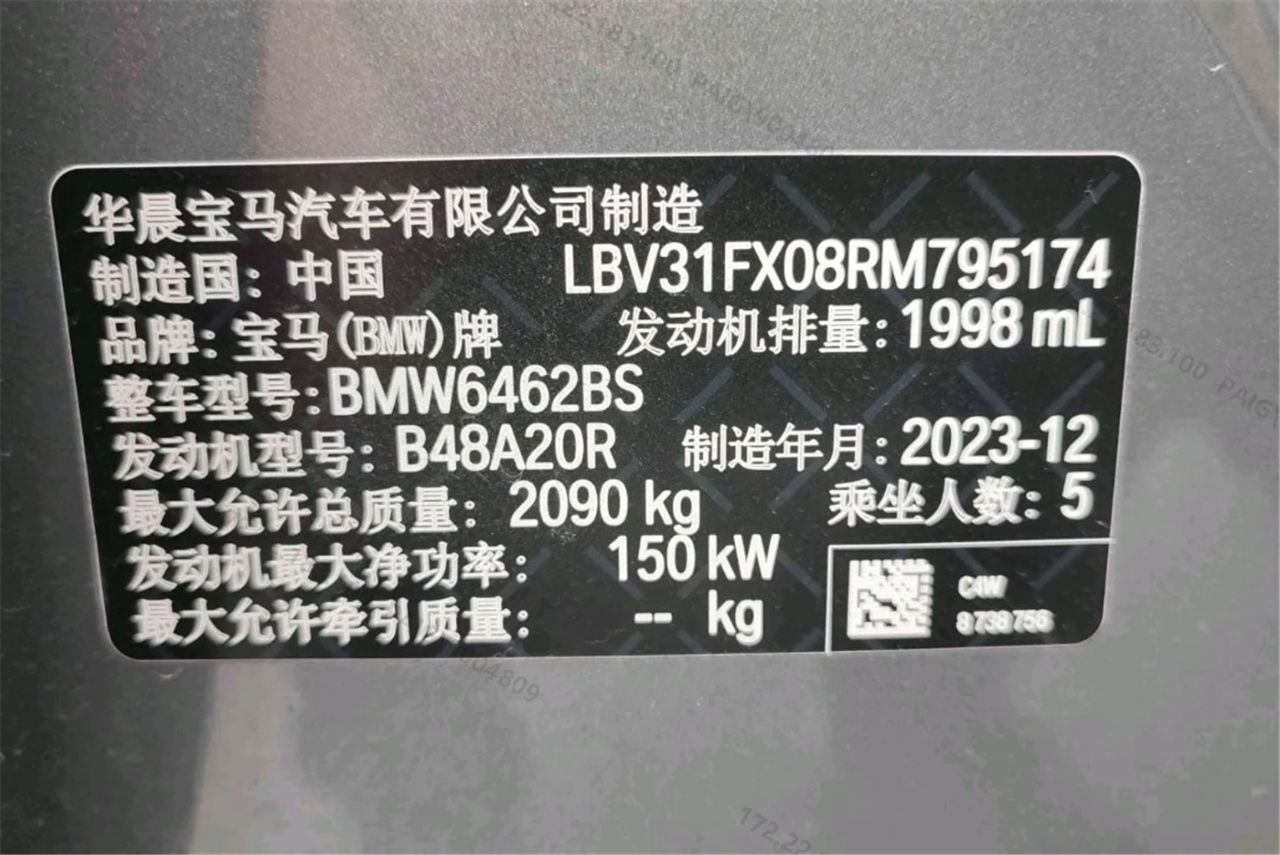 华晨宝马汽车有限公司制造
制造国：中国 LBV31FX08RM795174
品牌：宝马(BMW)牌 发动机排量：1998 mL
整车型号：BMW6462BS
发动机型号：B48A20R 制造年月：2023-12
最大允许总质量：2090 kg 乘坐人数：5
发动机最大净功率：150 kW
最大允许牵引质量：-- kg
C4W
8738756